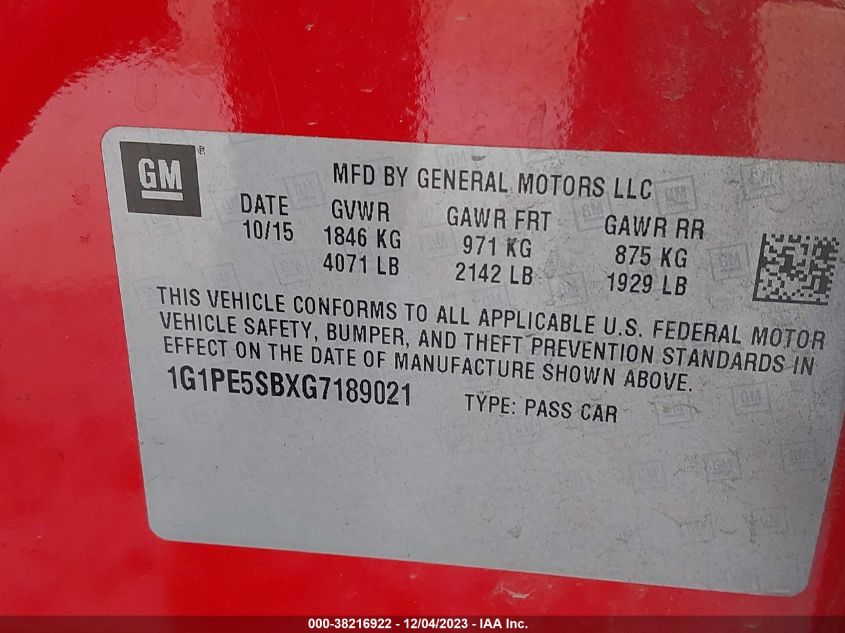 GM®
MFD BY GENERAL MOTORS LLC
DATE GVWR GAWR FRT GAWR RR
10/15 1846 KG 971 KG 875 KG
4071 LB 2142 LB 1929 LB
THIS VEHICLE CONFORMS TO ALL APPLICABLE U.S. FEDERAL MOTOR
VEHICLE SAFETY, BUMPER, AND THEFT PREVENTION STANDARDS IN
EFFECT ON THE DATE OF MANUFACTURE SHOWN ABOVE.
1G1PE5SBXG7189021 TYPE: PASS CAR
000-38216922 - 12/04/2023 - IAA Inc.